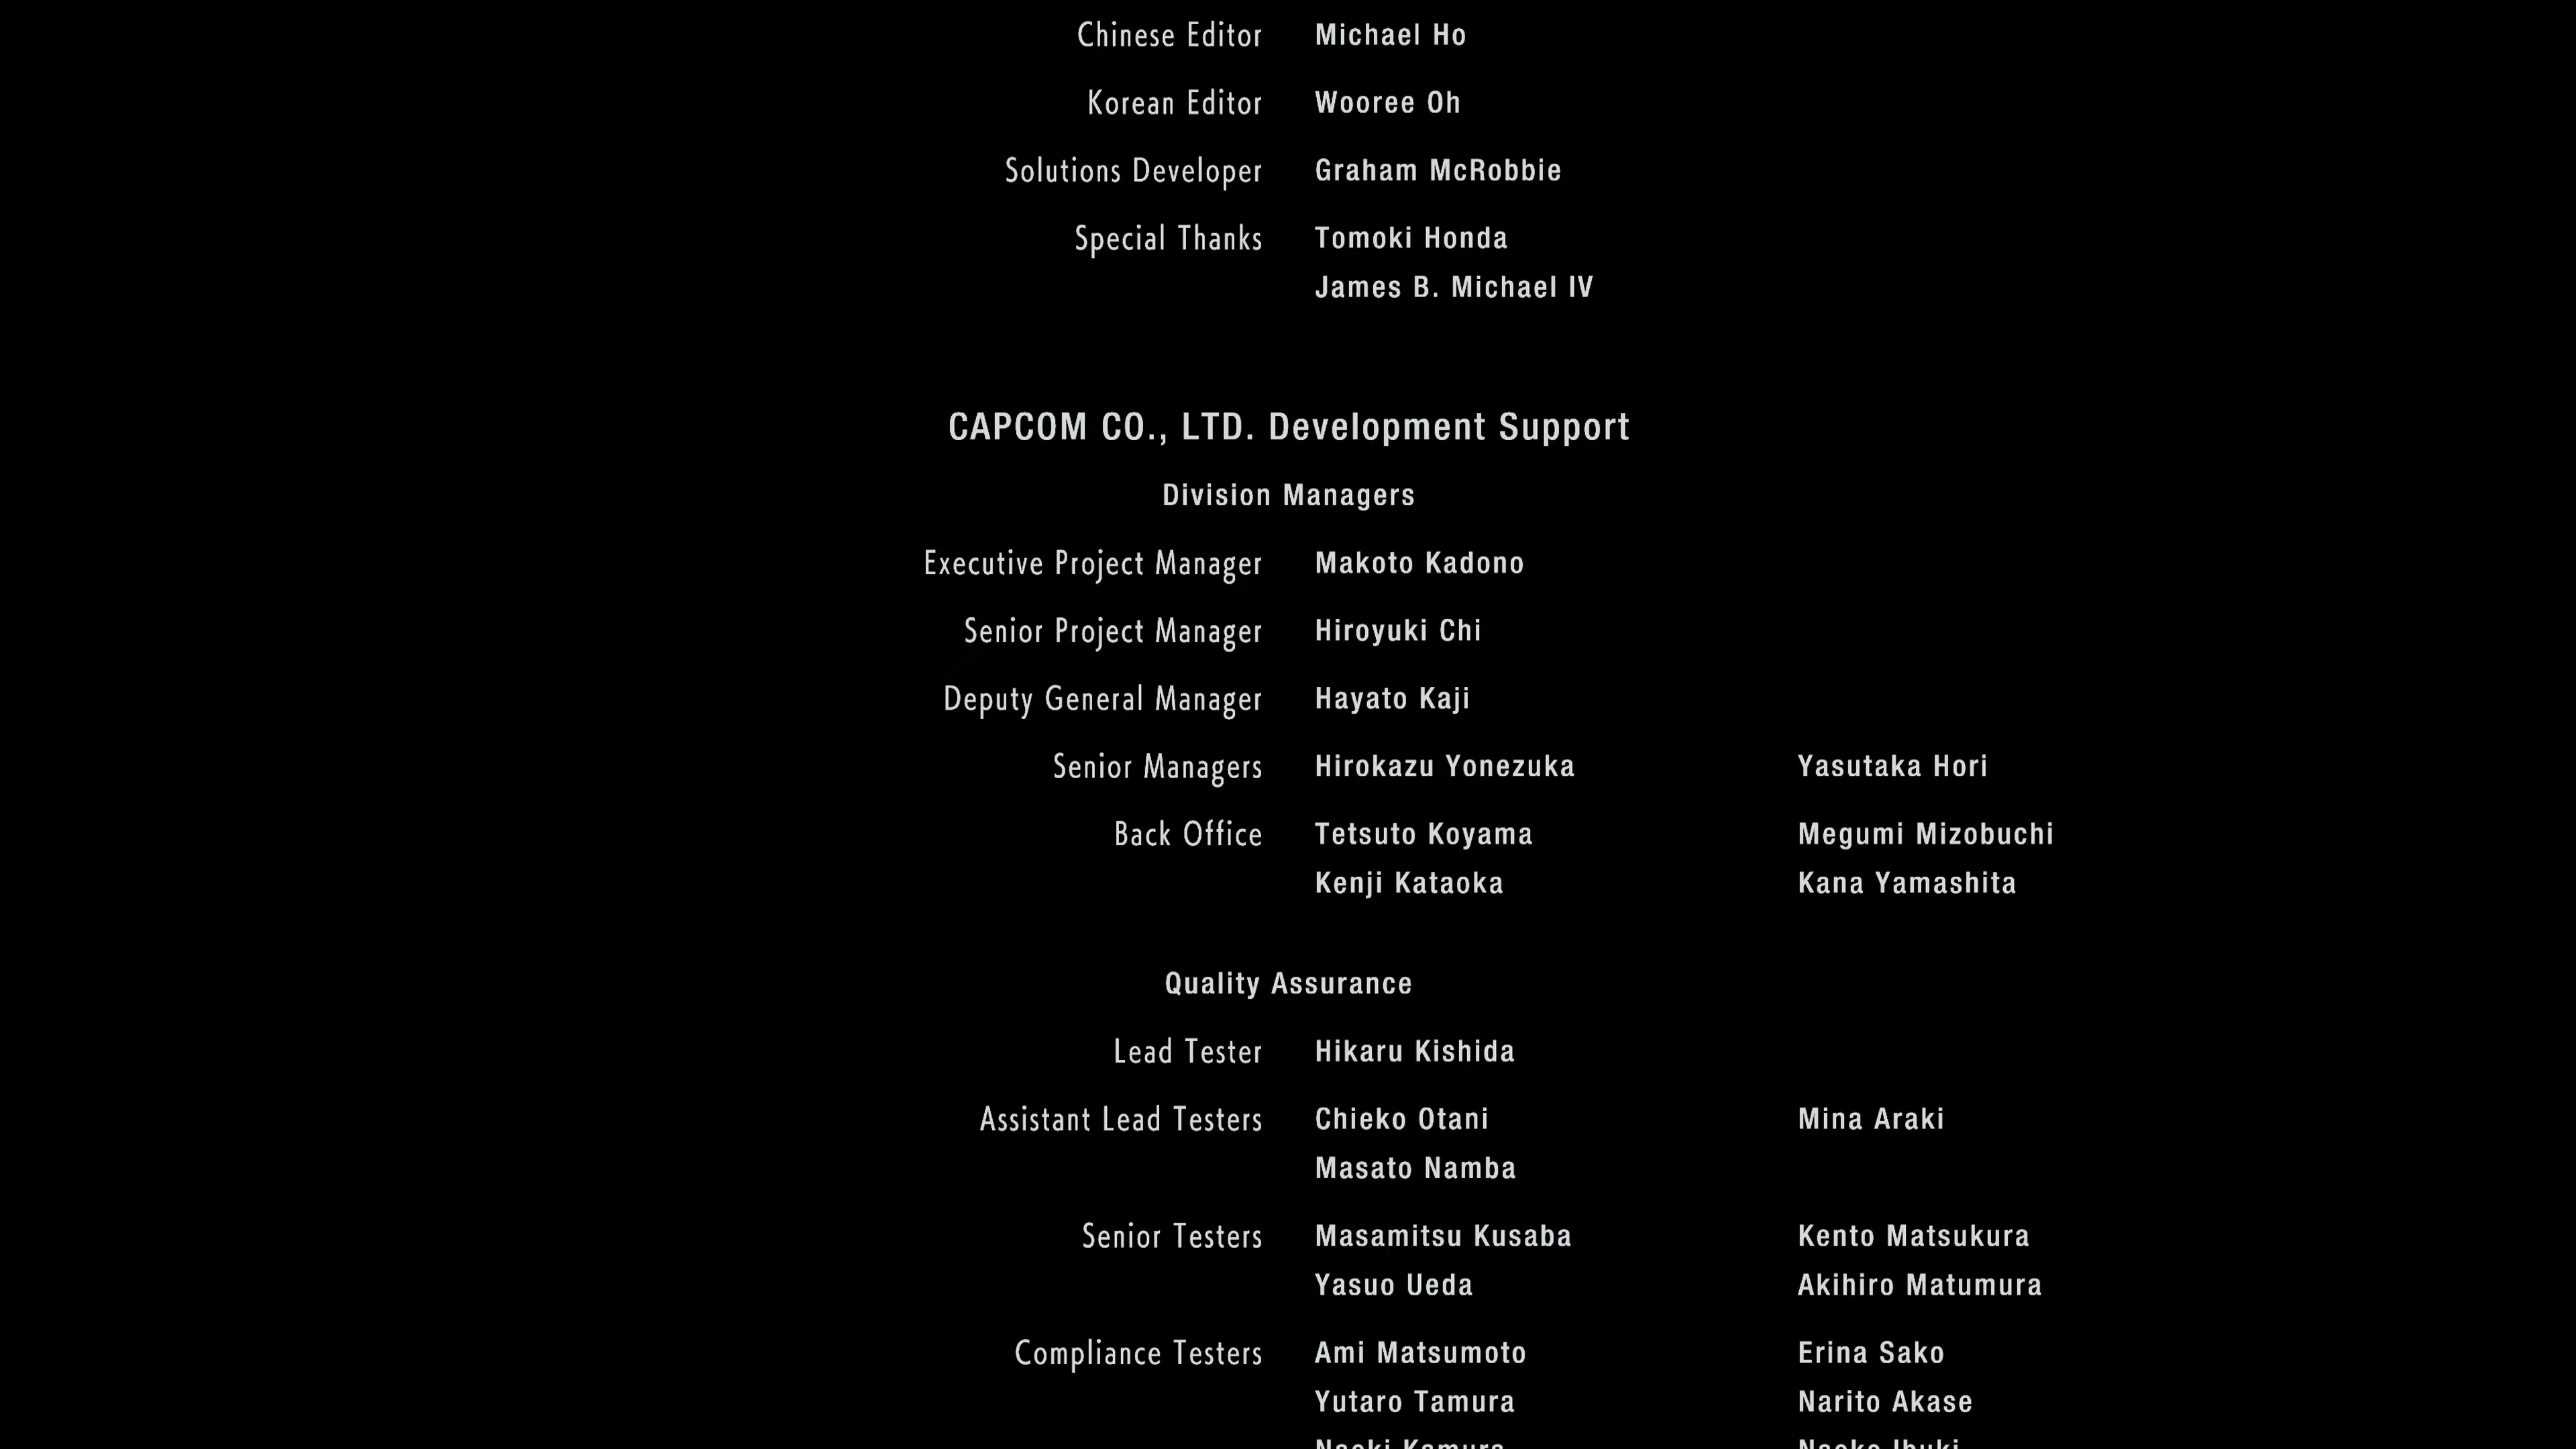 Chinese Editor Michael Ho
Korean Editor Wooree Oh
Solutions Developer Graham McRobbie
Special Thanks Tomoki Honda
James B. Michael IV
CAPCOM CO., LTD. Development Support
Division Managers
Executive Project Manager Makoto Kadono
Senior Project Manager Hiroyuki Chi
Deputy General Manager Hayato Kaji
Senior Managers Hirokazu Yonezuka Yasutaka Hori
Back Office Tetsuto Koyama Megumi Mizobuchi
Kenji Kataoka Kana Yamashita
Quality Assurance
Lead Tester Hikaru Kishida
Assistant Lead Testers Chieko Otani Mina Araki
Masato Namba
Senior Testers Masamitsu Kusaba Kento Matsukura
Yasuo Ueda Akihiro Matumura
Compliance Testers Ami Matsumoto Erina Sako
Yutaro Tamura Narito Akase